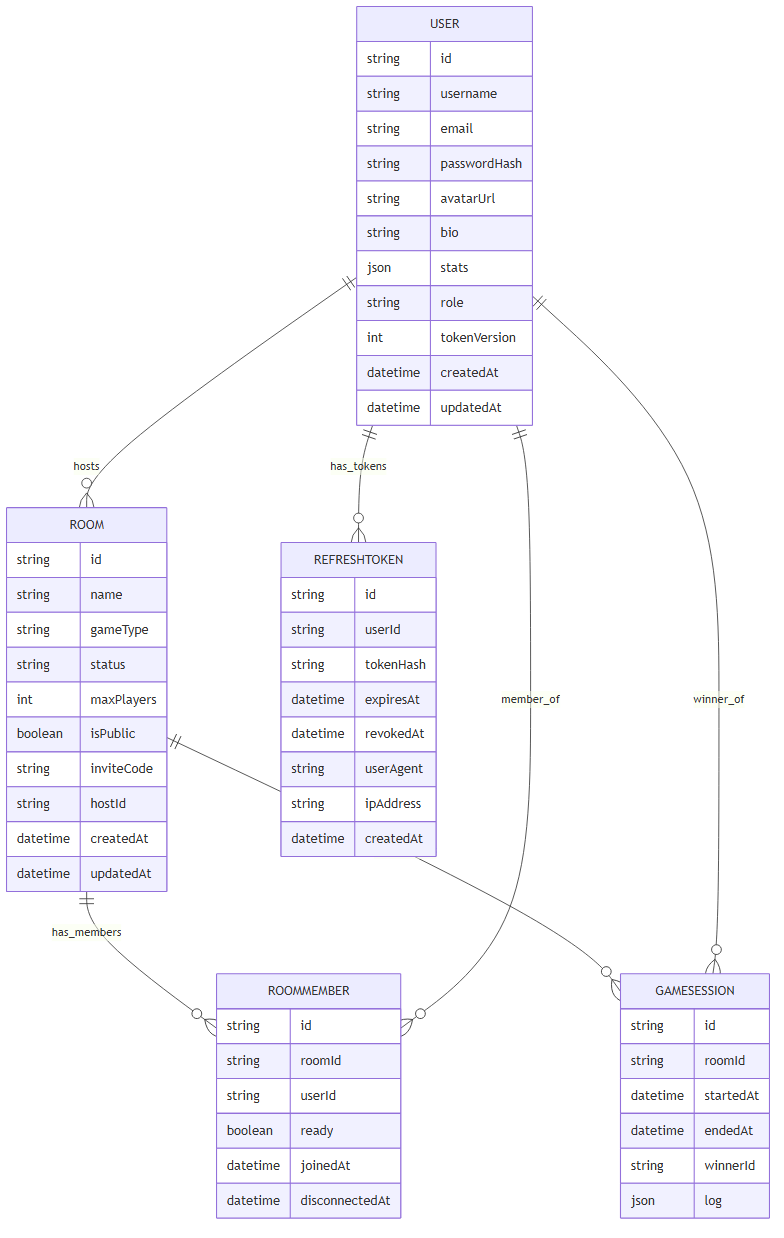 USER
string id
string username
string email
string passwordHash
string avatarUrl
string bio
json stats
string role
int tokenVersion
datetime createdAt
datetime updatedAt
hosts
has_tokens
member_of
winner_of
ROOM
string id
string name
string gameType
string status
int maxPlayers
boolean isPublic
string inviteCode
string hostId
datetime createdAt
datetime updatedAt
REFRESHTOKEN
string id
string userId
string tokenHash
datetime expiresAt
datetime revokedAt
string userAgent
string ipAddress
datetime createdAt
has_members
ROOMMEMBER
string id
string roomId
string userId
boolean ready
datetime joinedAt
datetime disconnectedAt
GAMESESSION
string id
string roomId
datetime startedAt
datetime endedAt
string winnerId
json log